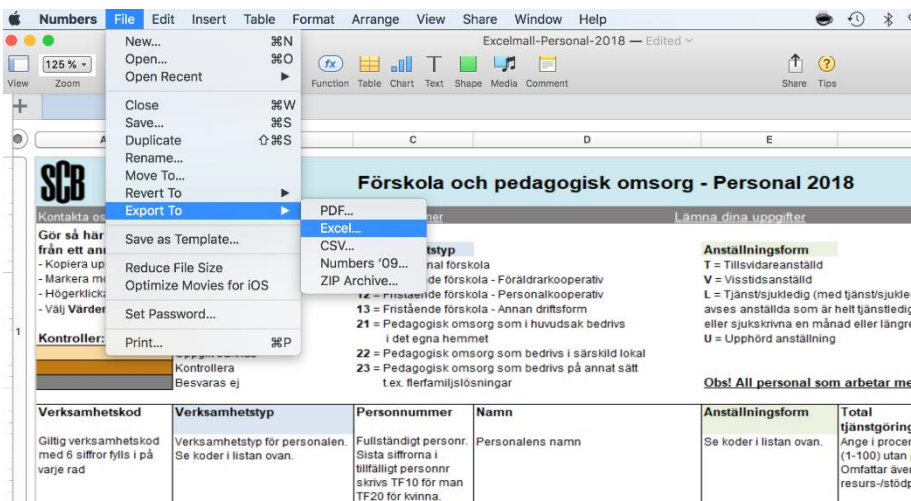 Numbers File Edit Insert Table Format Arrange View Share Window Help
Excelmall-Personal-2018 — Edited
125 %
View Zoom
Function Table Chart Text Shape Media Comment
Share Tips
New... ⌘N
Open... ⌘O
Open Recent
Close ⌘W
Save... ⌘S
Duplicate ⇧⌘S
Rename...
Move To...
Revert To
Export To
Save as Template...
Reduce File Size
Optimize Movies for iOS
Set Password...
Print... ⌘P
PDF...
Excel...
CSV...
Numbers '09...
ZIP Archive...
A C D E
1
SCB
Förskola och pedagogisk omsorg - Personal 2018
Kontakta
Lämna dina uppgifter
Gör så här
från ett
- Kopiera
- Markera
- Högerklicka
- Välj Värden
Kontroller:
Kontrollera
Besvaras ej
förskola
förskola - Föräldrarkooperativ
12 = Fristående förskola - Personalkooperativ
13 = Fristående förskola - Annan driftsform
21 = Pedagogisk omsorg som i huvudsak bedrivs
i det egna hemmet
22 = Pedagogisk omsorg som bedrivs i särskild lokal
23 = Pedagogisk omsorg som bedrivs på annat sätt
t.ex. flerfamiljslösningar
Anställningsform
T = Tillsvidareanställd
V = Visstidsanställd
L = Tjänst/sjukledig (med tjänst/sjukle
avses anställda som är helt tjänstledig
eller sjukskrivna en månad eller längre
U = Upphörd anställning
Obs! All personal som arbetar me
Verksamhetskod
Giltig verksamhetskod
med 6 siffror fylls i på
varje rad
Verksamhetstyp
Verksamhetstyp för personalen.
Se koder i listan ovan.
Personnummer
Fullständigt personr.
Sista siffrorna i
tillfälligt personnr
skrivs TF10 för man
TF20 för kvinna.
Namn
Personalens namn
Anställningsform
Se koder i listan ovan.
Total
tjänstgöring
Ange i procen
(1-100) utan
Omfattar även
resurs-/stödp